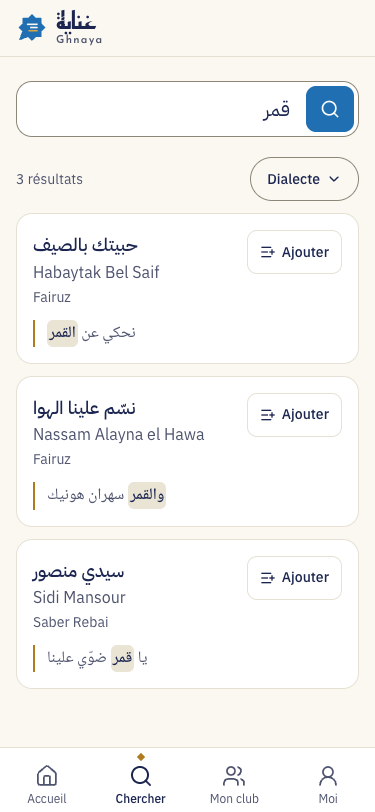 غناية
Ghnaya
قمر
3 résultats
Dialecte
حبيتك بالصيف
Ajouter
Habaytak Bel Saif
Fairuz
نحكي عن القمر
نسّم علينا الهوا
Ajouter
Nassam Alayna el Hawa
Fairuz
والقمر سهران هونيك
سيدي منصور
Ajouter
Sidi Mansour
Saber Rebai
يا قمر ضوّي علينا
Accueil
Chercher
Mon club
Moi